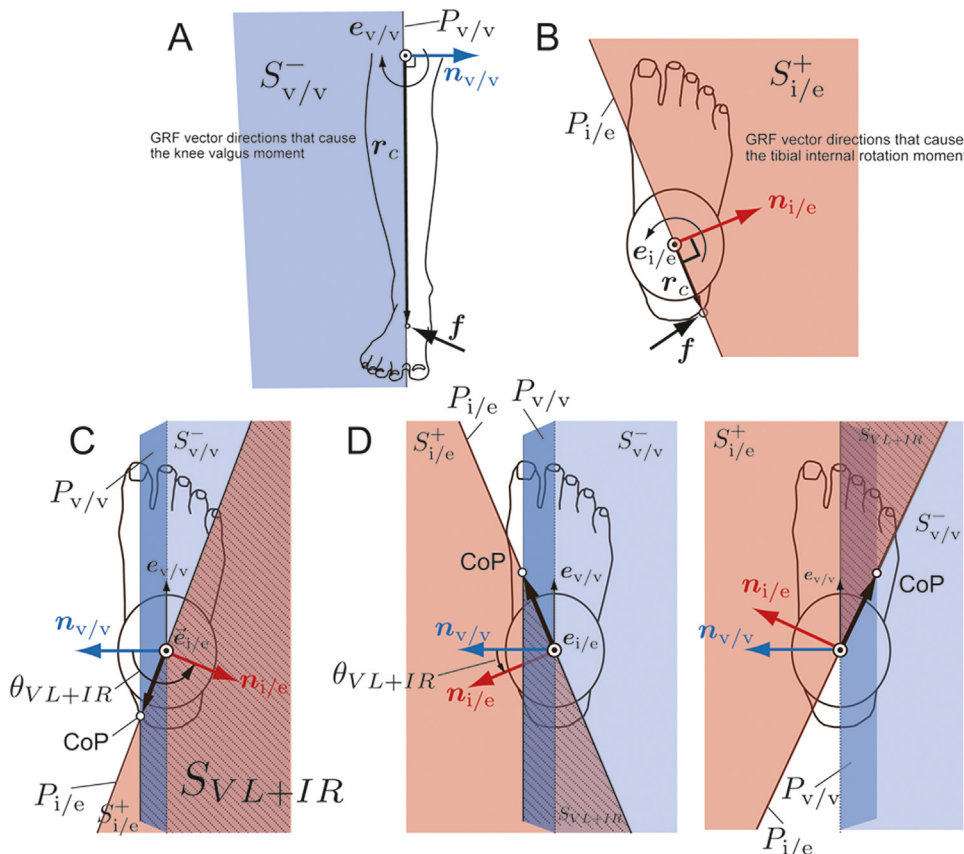 A
e_v/v
P_v/v
S⁻_v/v
n_v/v
GRF vector directions that cause
the knee valgus moment
r_c
f
B
S⁺_i/e
P_i/e
GRF vector directions that cause
the tibial internal rotation moment
n_i/e
e_i/e
r_c
f
C
S⁻_v/v
P_v/v
e_v/v
n_v/v
e⃗_i/e
θ_VL+IR
n_i/e
CoP
S_VL+IR
P_i/e
S⁺_i/e
D
P_i/e
P_v/v
S⁺_i/e
S⁻_v/v
CoP
e_v/v
n_v/v
e_i/e
θ_VL+IR
n_i/e
S_VL+IR
S⁺_i/e
S_VL+IR
S⁻_v/v
e_v/v
CoP
n_i/e
n_v/v
P_v/v
P_i/e